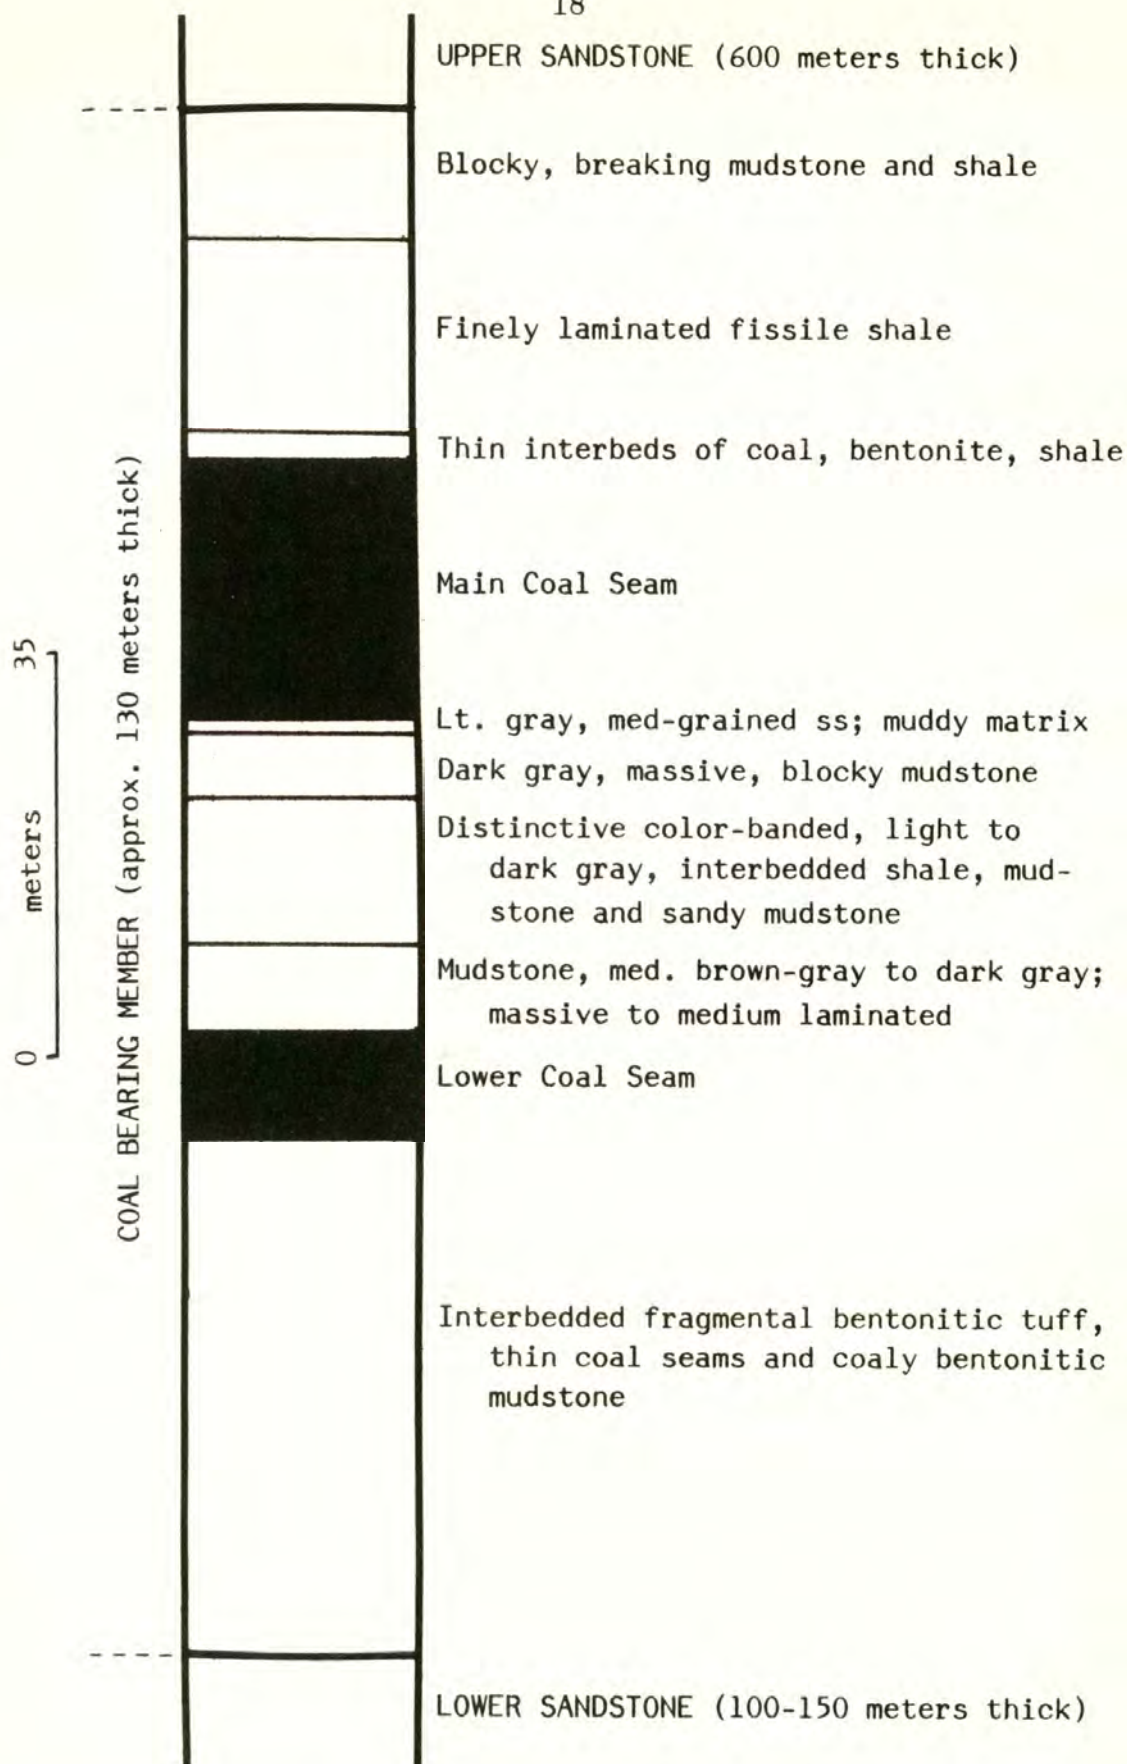 18
UPPER SANDSTONE (600 meters thick)
Blocky, breaking mudstone and shale
Finely laminated fissile shale
Thin interbeds of coal, bentonite, shale
Main Coal Seam
Lt. gray, med-grained ss; muddy matrix
Dark gray, massive, blocky mudstone
Distinctive color-banded, light to
dark gray, interbedded shale, mud-
stone and sandy mudstone
Mudstone, med. brown-gray to dark gray;
massive to medium laminated
Lower Coal Seam
Interbedded fragmental bentonitic tuff,
thin coal seams and coaly bentonitic
mudstone
LOWER SANDSTONE (100-150 meters thick)
COAL BEARING MEMBER (approx. 130 meters thick)
0 meters 35